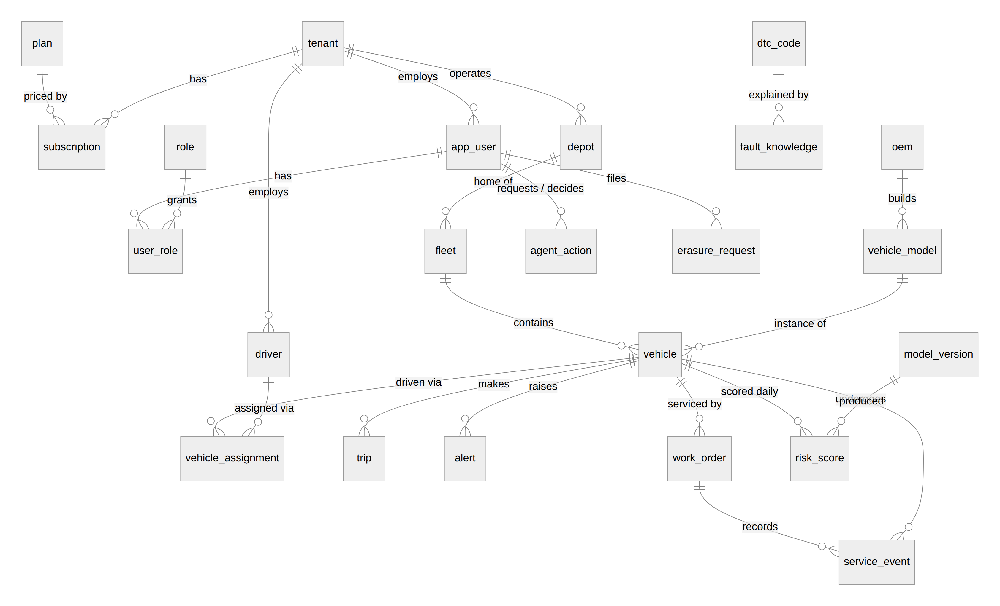 plan
tenant
dtc_code
operates
employs
has
explained by
priced by
subscription
role
app_user
depot
fault_knowledge
oem
has
files
home of
requests / decides
employs
builds
grants
user_role
fleet
agent_action
erasure_request
vehicle_model
contains
instance of
driver
vehicle
model_version
driven via
makes
raises
scored daily
undergoes
produced
serviced by
assigned via
vehicle_assignment
trip
alert
work_order
risk_score
records
service_event